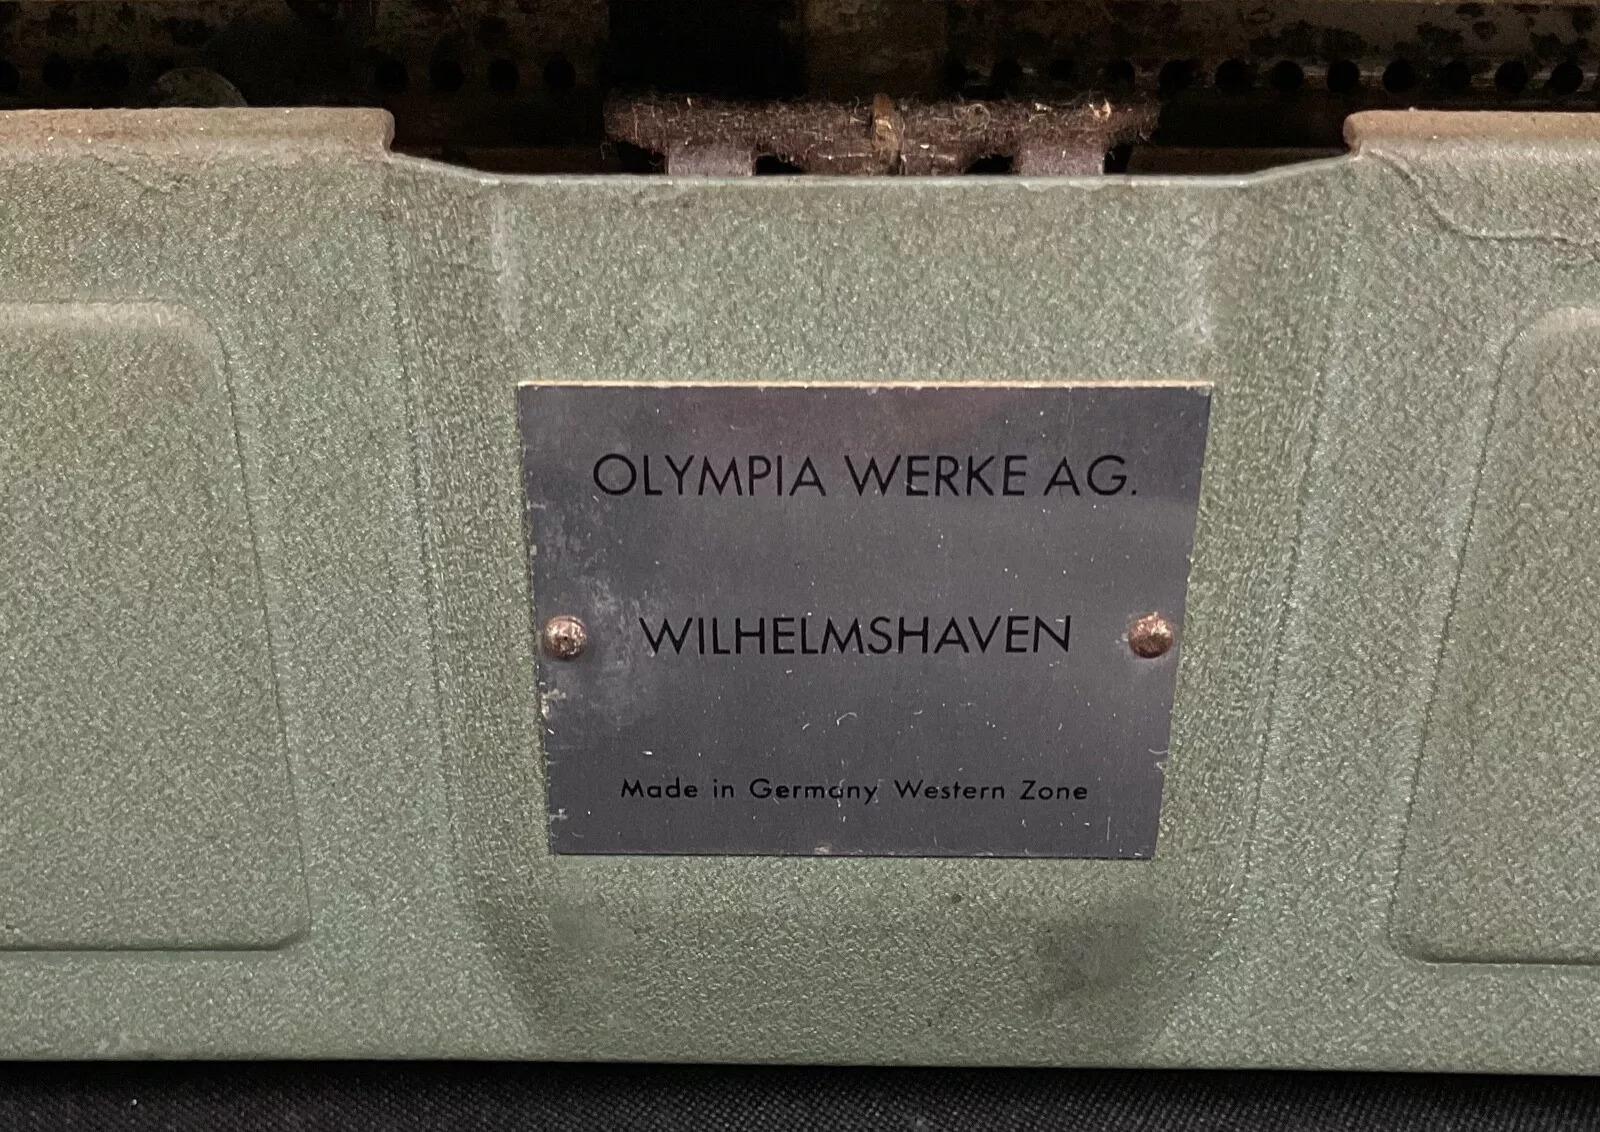 OLYMPIA WERKE AG.
WILHELMSHAVEN
Made in Germany Western Zone